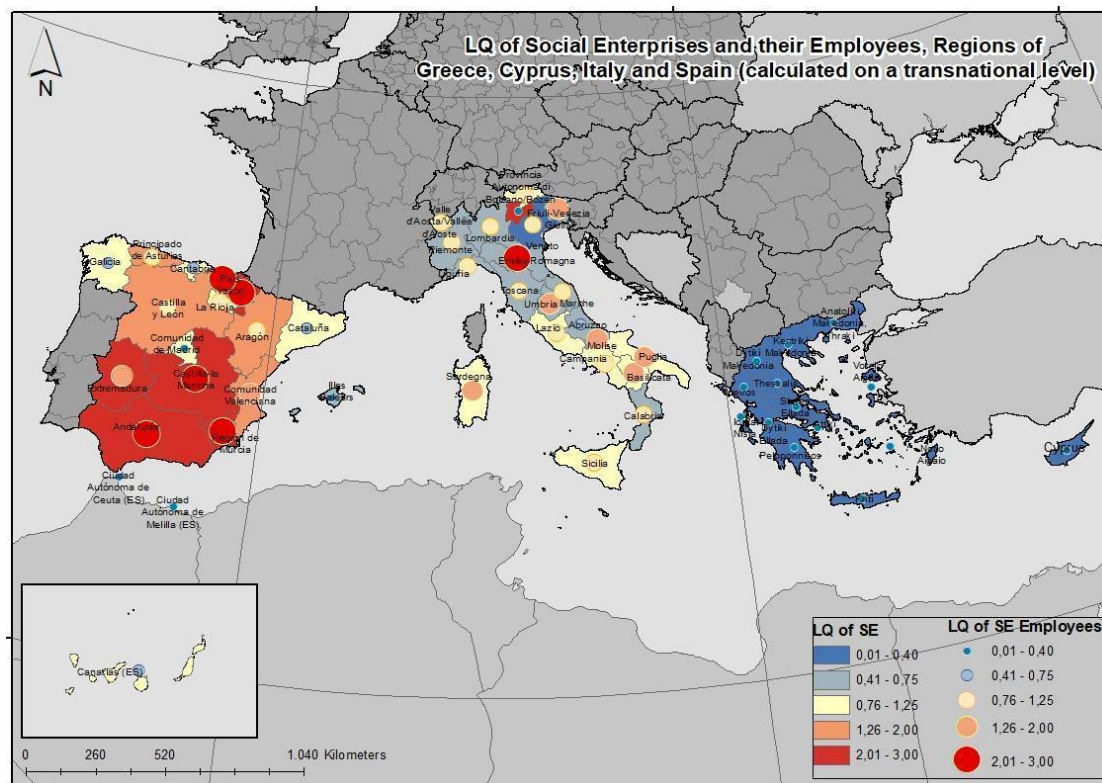 LQ of Social Enterprises and their Employees, Regions of
Greece, Cyprus, Italy and Spain (calculated on a transnational level)
N
Provincia
Autonoma di
Bolzano/Bozen
Valle
d'Aosta/Vallée
d'Aoste
Friuli-Venezia
Giulia
Lombardia
Veneto
Piemonte
Emilia-Romagna
Liguria
Toscana
Umbria
Marche
Lazio
Abruzzo
Molise
Campania
Puglia
Basilicata
Sardegna
Calabria
Sicilia
Galicia
Principado
de Asturias
Cantabria
País
Vasco
La Rioja
Castilla
y León
Aragón
Cataluña
Comunidad
de Madrid
Castilla-la
Mancha
Extremadura
Comunidad
Valenciana
Illes
Balears
Andalucía
Región de
Murcia
Ciudad
Autónoma de
Ceuta (ES)
Ciudad
Autónoma de
Melilla (ES)
Anatoliki
Makedonia,
Thraki
Kentriki
Makedonia
Dytiki
Makedonia
Thessalia
Ipeiros
Voreio
Aigaio
Sterea
Ellada
Ionia
Nisia
Dytiki
Ellada
Peloponnisos
Notio
Aigaio
Kriti
Cyprus
Canarias (ES)
0 260 520 1.040 Kilometers
LQ of SE
0,01 - 0,40
0,41 - 0,75
0,76 - 1,25
1,26 - 2,00
2,01 - 3,00
LQ of SE Employees
0,01 - 0,40
0,41 - 0,75
0,76 - 1,25
1,26 - 2,00
2,01 - 3,00